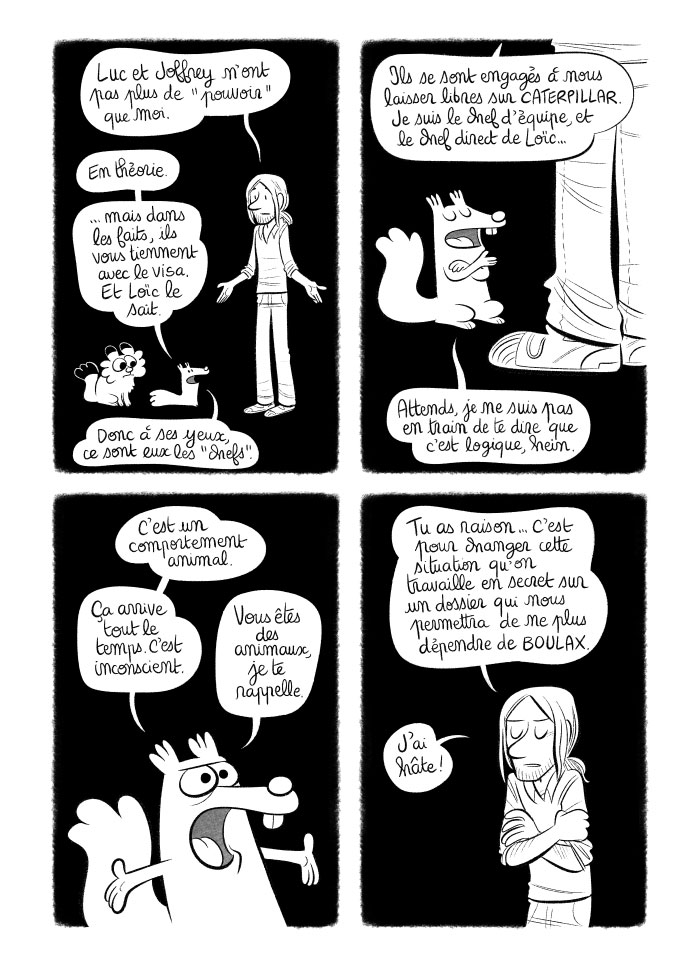 Luc et Joffrey n'ont
pas plus de "pouvoir"
que moi.
En théorie.
... mais dans
les faits, ils
vous tiennent
avec le visa.
Et Loïc le
sait.
Donc à ses yeux,
ce sont eux les "chefs".
Ils se sont engagés à nous
laisser libres sur CATERPILLAR.
Je suis le chef d'équipe, et
le chef direct de Loïc...
Attends, je ne suis pas
en train de te dire que
c'est logique, hein.
C'est un
comportement
animal.
Ça arrive
tout le
temps. C'est
inconscient.
Vous êtes
des
animaux,
je te
rappelle.
Tu as raison... C'est
pour changer cette
situation qu'on
travaille en secret sur
un dossier qui nous
permettra de ne plus
dépendre de BOULAX.
J'ai
hâte !